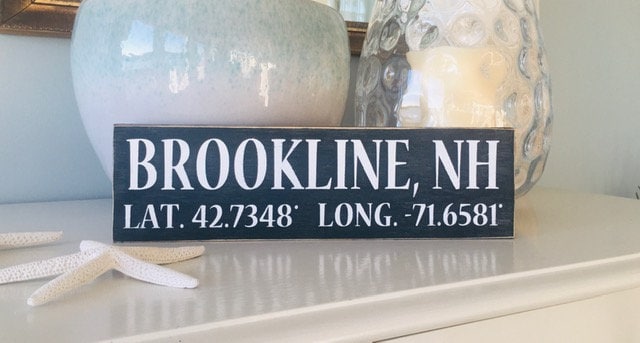 BROOKLINE, NH
LAT. 42.7348° LONG. -71.6581°